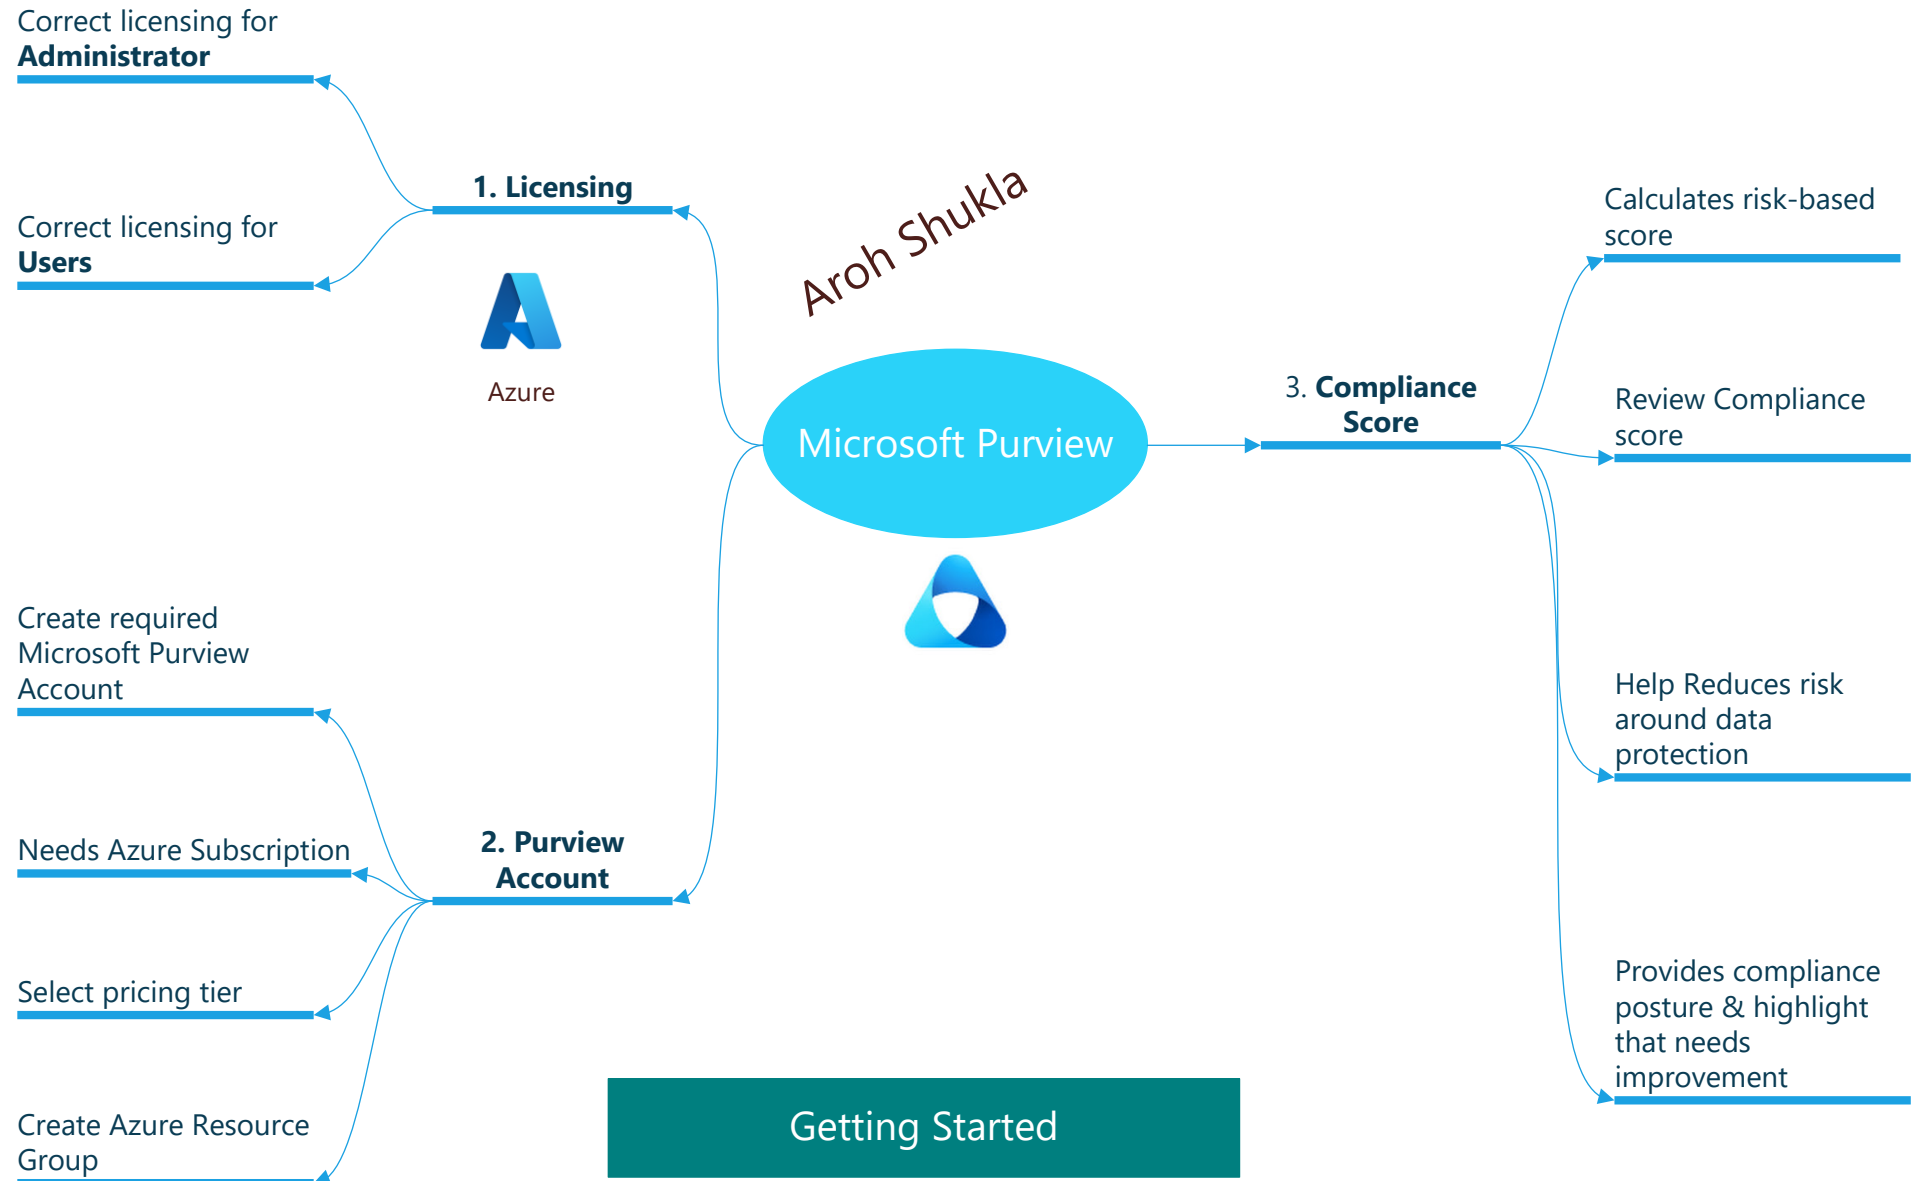 Correct licensing for
Administrator
1. Licensing
Correct licensing for
Users
Azure
Aroh Shukla
Microsoft Purview
3. Compliance
Score
Calculates risk-based
score
Review Compliance
score
Help Reduces risk
around data
protection
Provides compliance
posture & highlight
that needs
improvement
Create required
Microsoft Purview
Account
2. Purview
Account
Needs Azure Subscription
Select pricing tier
Create Azure Resource
Group
Getting Started